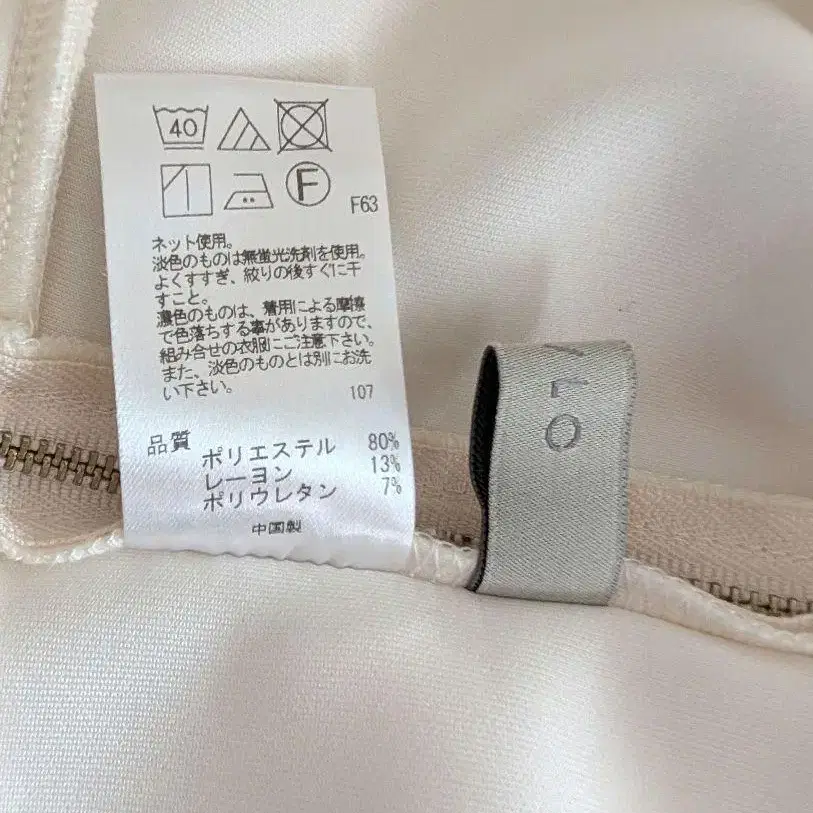 40
F
F63
ネット使用。
淡色のものは無蛍光洗剤を使用。
よくすすぎ、絞りの後すぐに干
すこと。
濃色のものは、着用による摩擦
で色落ちする事がありますので、
組み合せの衣服にご注意下さい。
また、淡色のものとは別にお洗
い下さい。
107
品質
ポリエステル 80%
レーヨン 13%
ポリウレタン 7%
中国製
LO